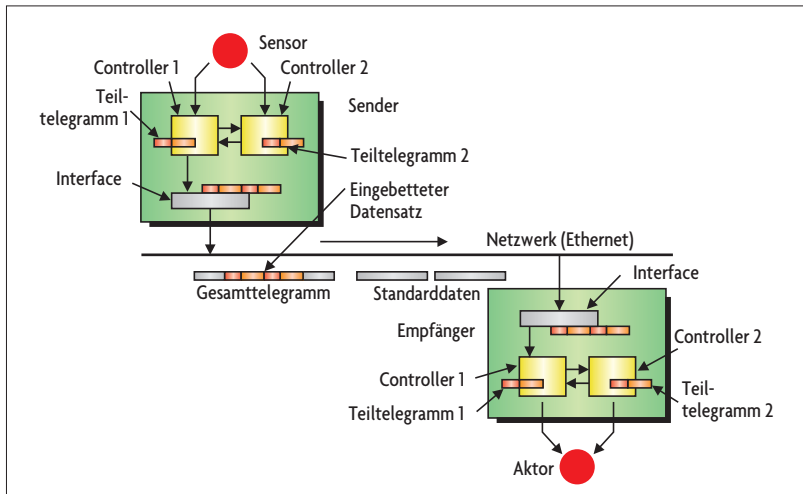 Sensor
Controller 1
Controller 2
Teil-
telegramm 1
Sender
Teiltelegramm 2
Interface
Eingebetteter
Datensatz
Netzwerk (Ethernet)
Gesamttelegramm
Standarddaten
Interface
Empfänger
Controller 2
Controller 1
Teiltelegramm 1
Teil-
telegramm 2
Aktor